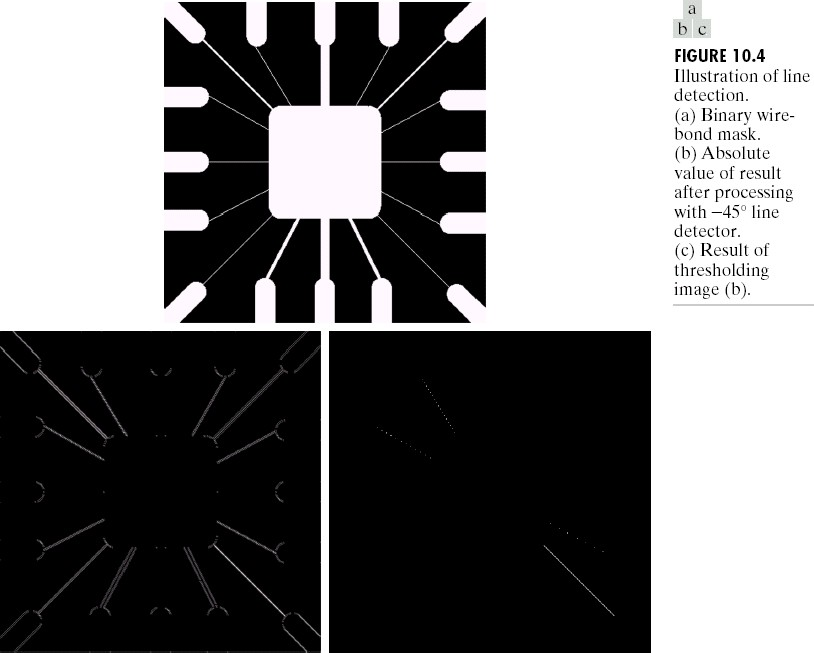 a
b c
FIGURE 10.4
Illustration of line
detection.
(a) Binary wire-
bond mask.
(b) Absolute
value of result
after processing
with −45° line
detector.
(c) Result of
thresholding
image (b).